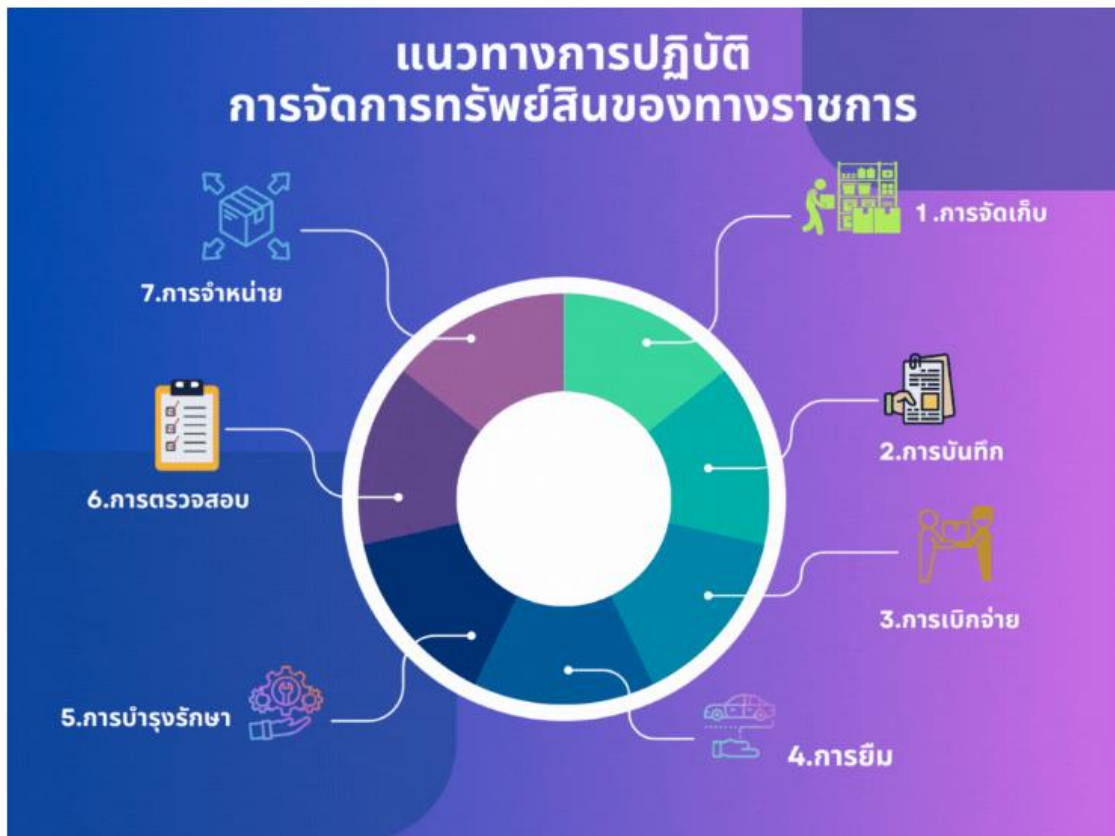 แนวทางการปฏิบัติ
การจัดการทรัพย์สินของทางราชการ
1.การจัดเก็บ
2.การบันทึก
3.การเบิกจ่าย
4.การยืม
5.การบำรุงรักษา
6.การตรวจสอบ
7.การจำหน่าย